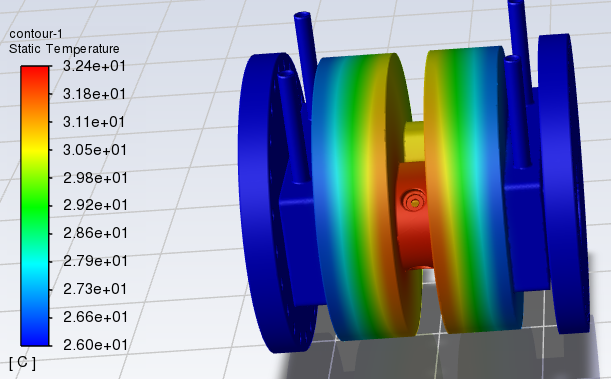 contour-1
Static Temperature
3.24e+01
3.18e+01
3.11e+01
3.05e+01
2.98e+01
2.92e+01
2.86e+01
2.79e+01
2.73e+01
2.66e+01
2.60e+01
[ C ]